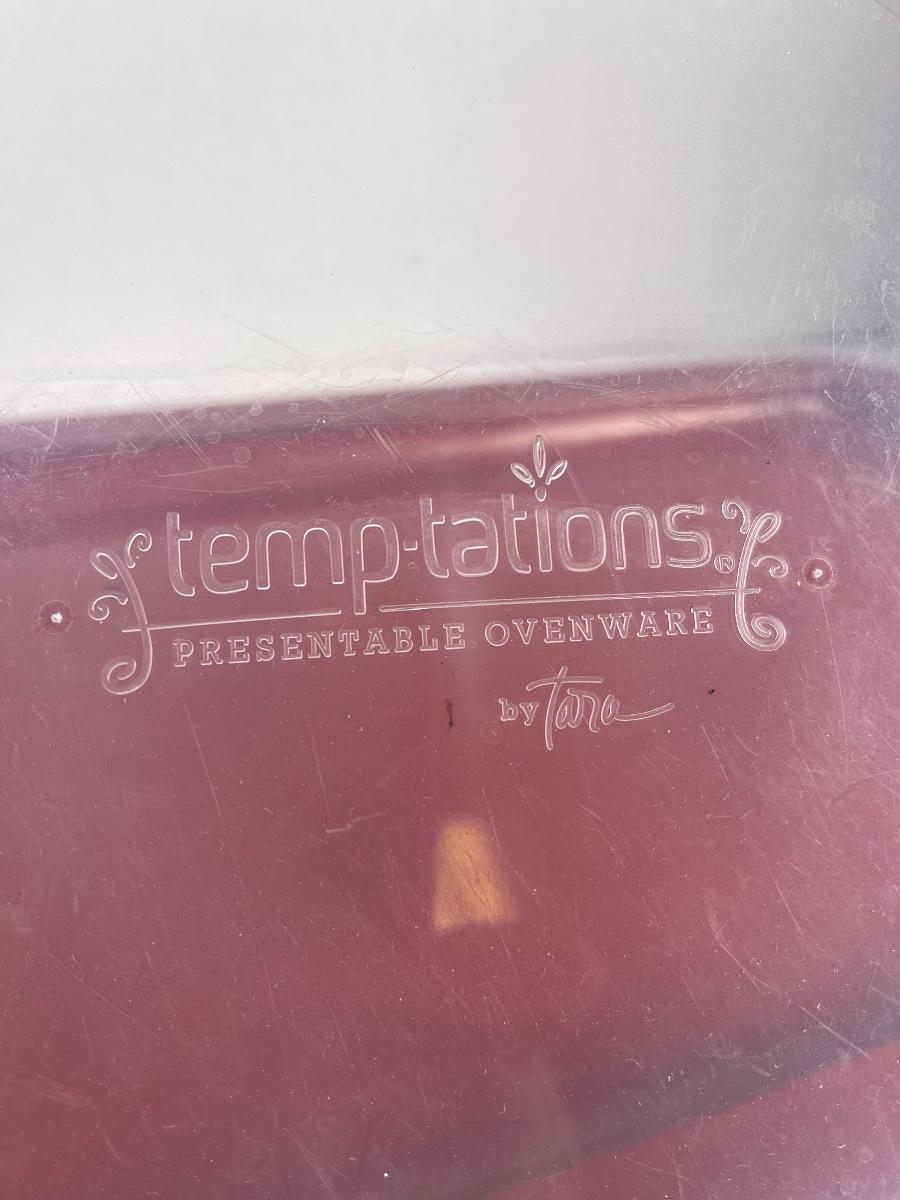 temp·tations®
PRESENTABLE OVENWARE
by Tara